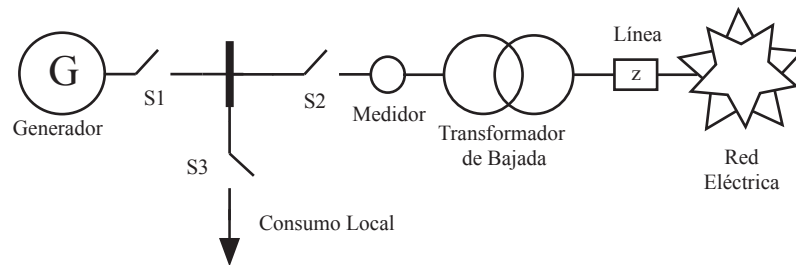 G
Generador
S1
S2
S3
Consumo Local
Medidor
Transformador
de Bajada
Línea
z
Red
Eléctrica